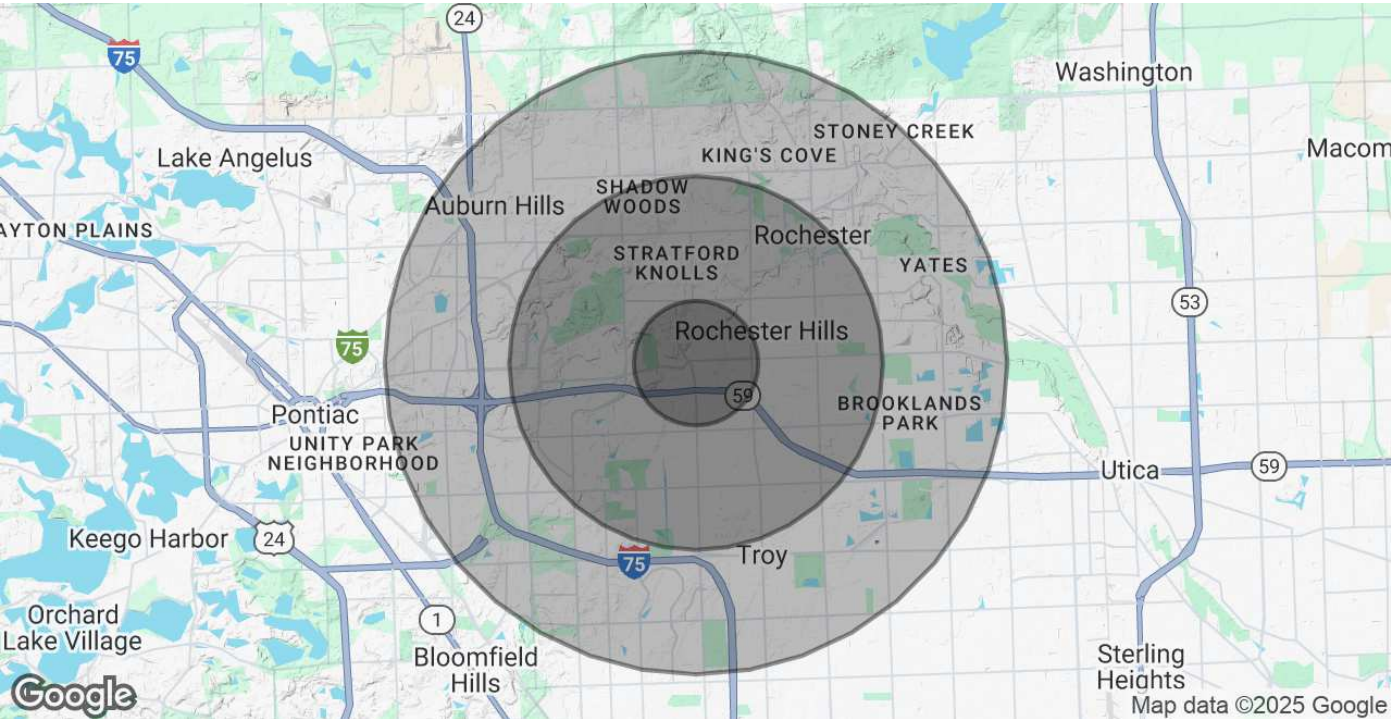 24
75
Washington
STONEY CREEK
KING'S COVE
Macom
Lake Angelus
SHADOW
WOODS
Auburn Hills
AYTON PLAINS
Rochester
STRATFORD
KNOLLS
YATES
53
Rochester Hills
75
59
BROOKLANDS
PARK
Pontiac
UNITY PARK
NEIGHBORHOOD
Utica
59
Keego Harbor
24
75
Troy
Orchard
Lake Village
1
Bloomfield
Hills
Sterling
Heights
Google
Map data ©2025 Google